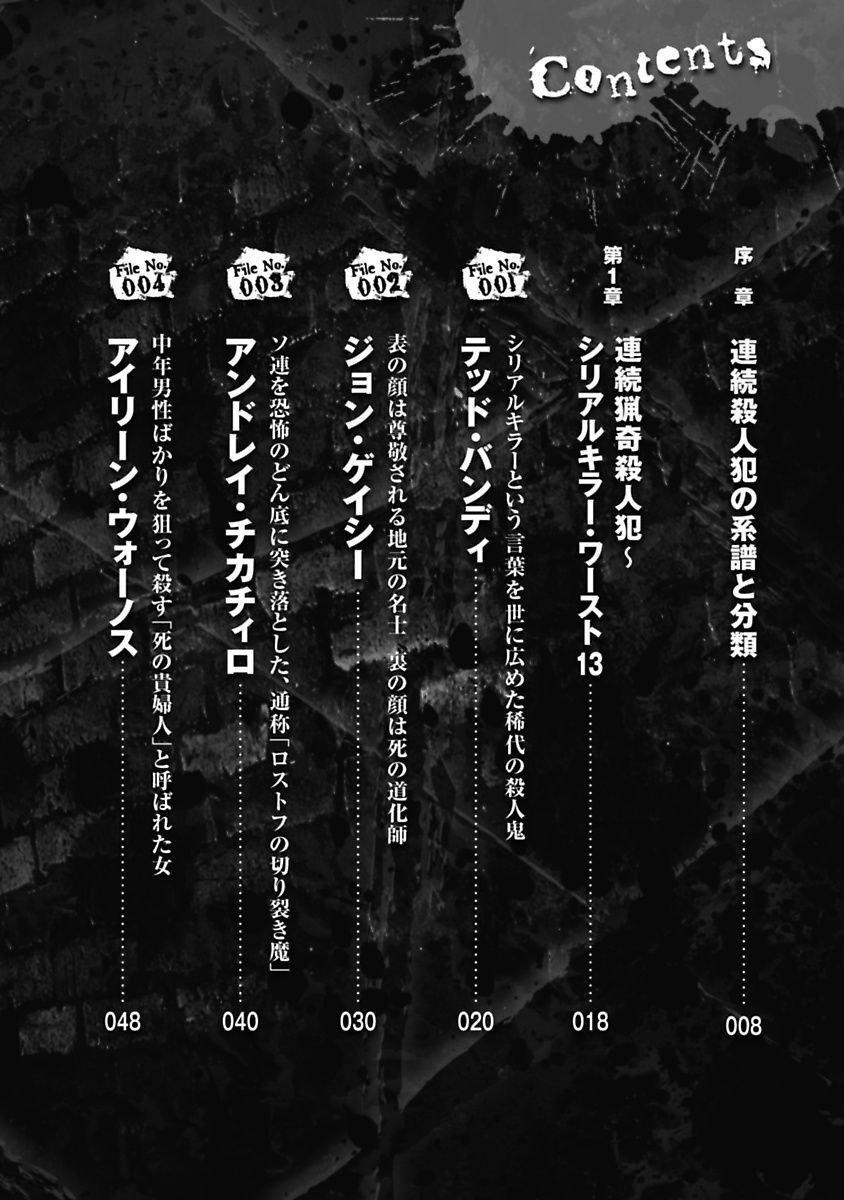 Contents
序章
連続殺人犯の系譜と分類……008
第1章
連続猟奇殺人犯～
シリアルキラー・ワースト13……018
File No.
001
シリアルキラーという言葉を世に広めた稀代の殺人鬼
テッド・バンディ……020
File No.
002
表の顔は尊敬される地元の名士、裏の顔は死の道化師
ジョン・ゲイシー……030
File No.
003
ソ連を恐怖のどん底に突き落とした、通称「ロストフの切り裂き魔」
アンドレイ・チカチィロ……040
File No.
004
中年男性ばかりを狙って殺す「死の貴婦人」と呼ばれた女
アイリーン・ウォーノス……048